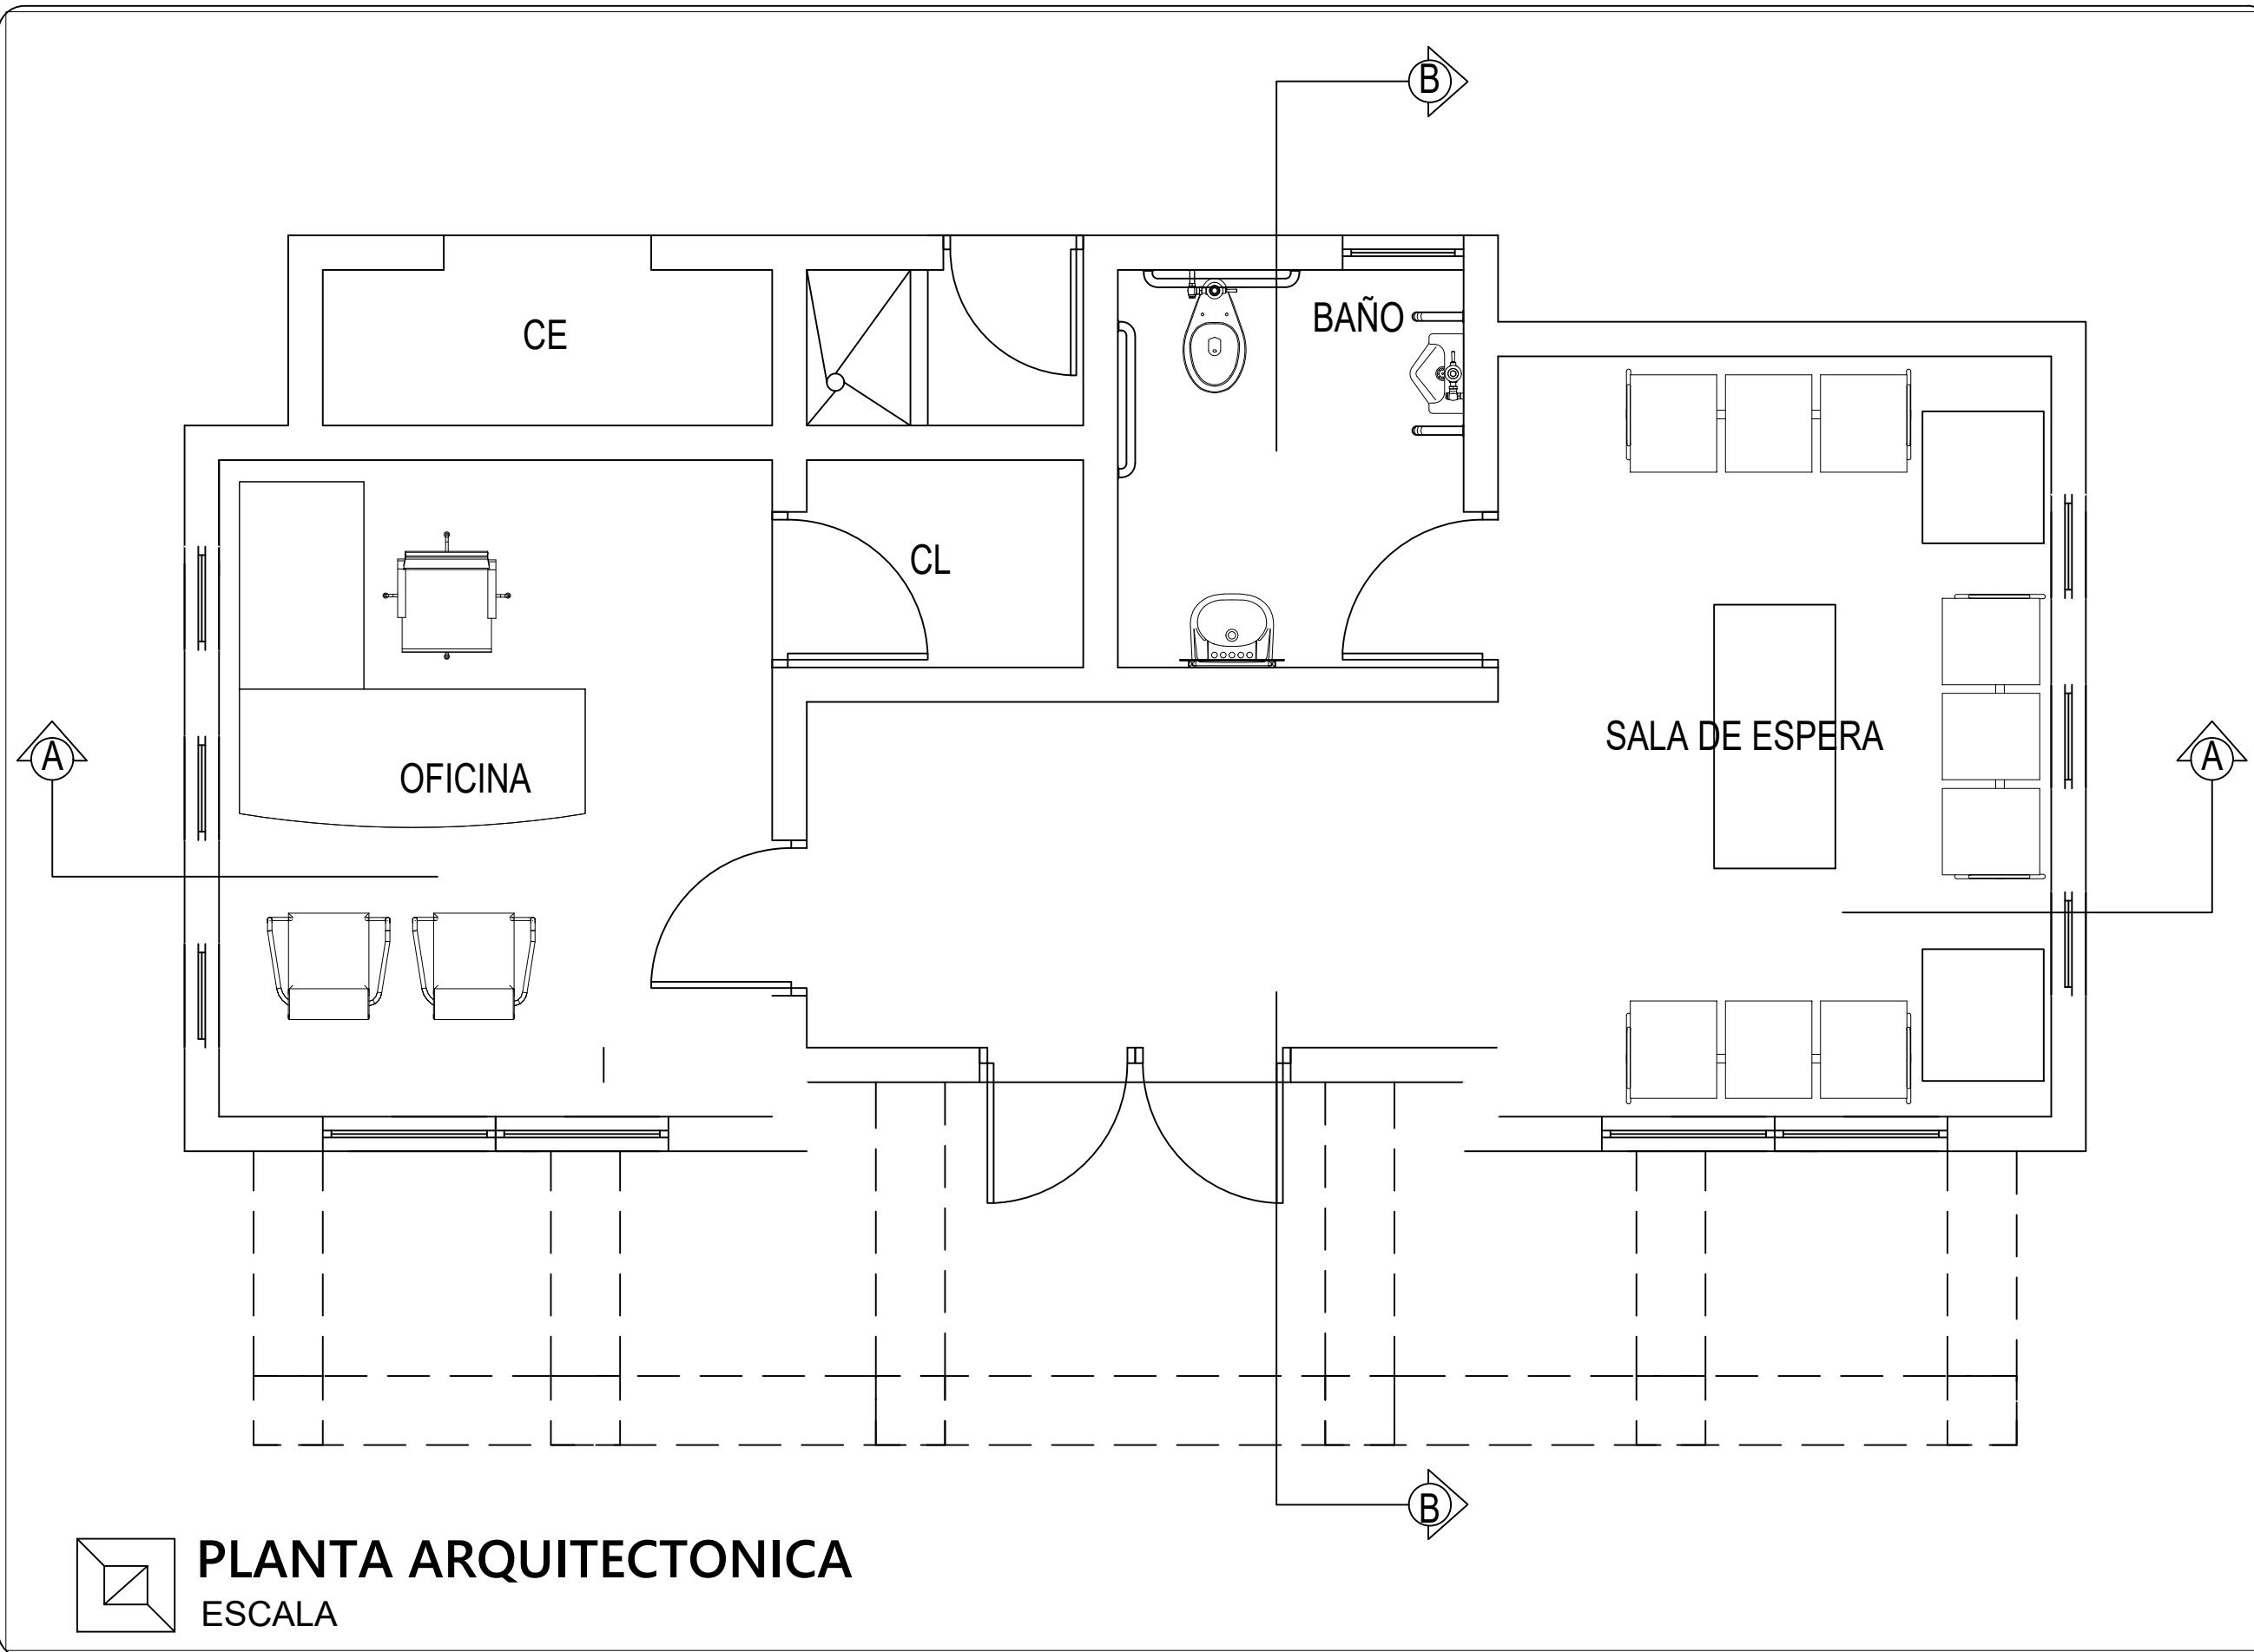 B
CE
BAÑO
CL
SALA DE ESPERA
A
OFICINA
A
B
PLANTA ARQUITECTONICA
ESCALA